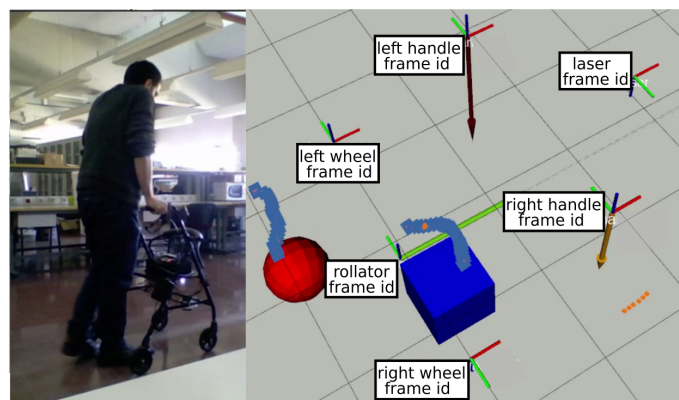 left handle
frame id
laser
frame id
left wheel
frame id
right handle
frame id
rollator
frame id
right wheel
frame id